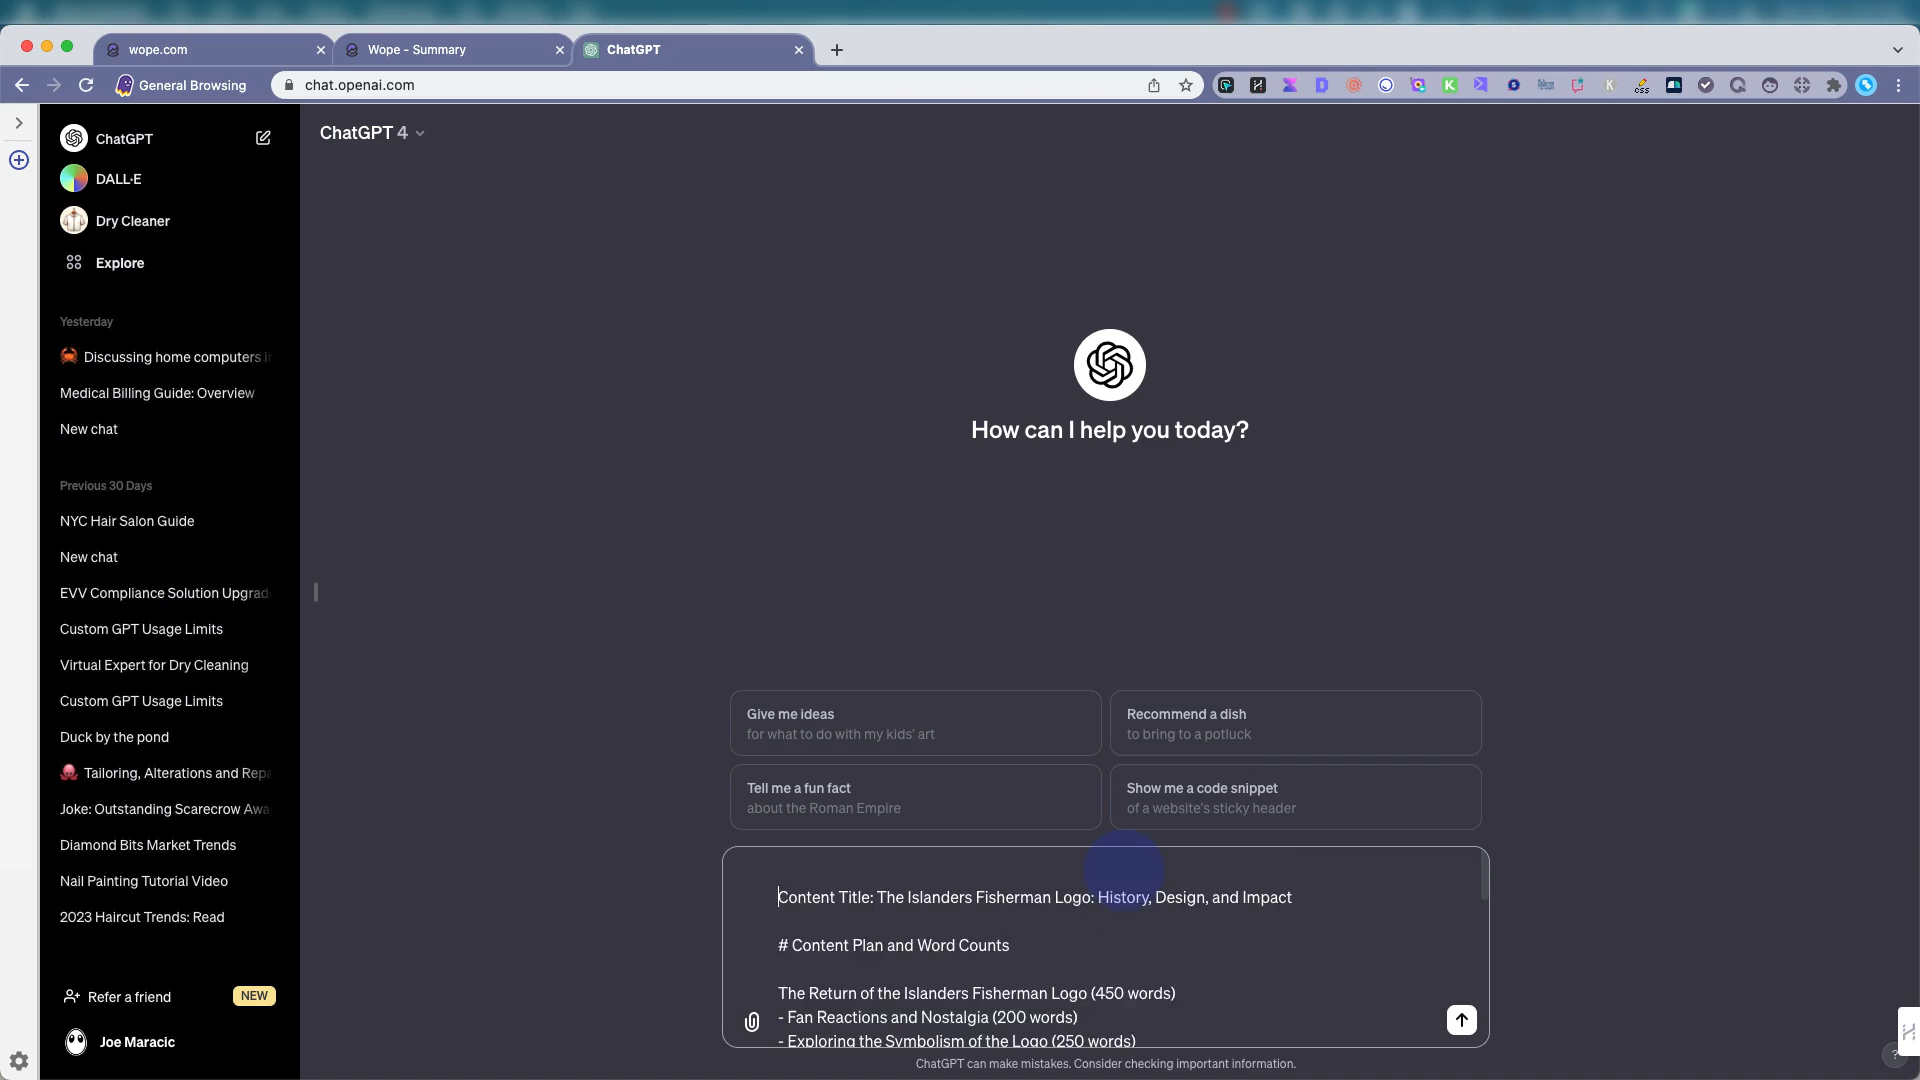 wope.com
Wope - Summary
ChatGPT
General Browsing
chat.openai.com
ChatGPT
DALL·E
Dry Cleaner
Explore
Yesterday
🦀 Discussing home computers i
Medical Billing Guide: Overview
New chat
Previous 30 Days
NYC Hair Salon Guide
New chat
EVV Compliance Solution Upgrad
Custom GPT Usage Limits
Virtual Expert for Dry Cleaning
Custom GPT Usage Limits
Duck by the pond
🐙 Tailoring, Alterations and Repa
Joke: Outstanding Scarecrow Awa
Diamond Bits Market Trends
Nail Painting Tutorial Video
2023 Haircut Trends: Read
Refer a friend
NEW
Joe Maracic
ChatGPT 4
How can I help you today?
Give me ideas
for what to do with my kids' art
Recommend a dish
to bring to a potluck
Tell me a fun fact
about the Roman Empire
Show me a code snippet
of a website's sticky header
Content Title: The Islanders Fisherman Logo: History, Design, and Impact
# Content Plan and Word Counts
The Return of the Islanders Fisherman Logo (450 words)
- Fan Reactions and Nostalgia (200 words)
- Exploring the Symbolism of the Logo (250 words)
ChatGPT can make mistakes. Consider checking important information.
?